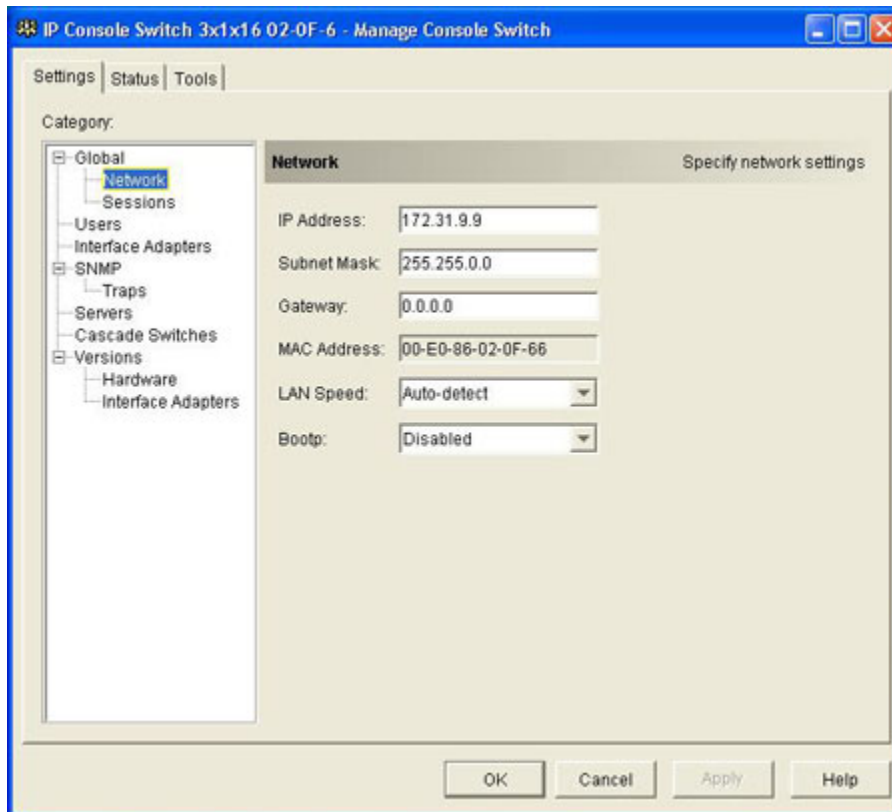 IP Console Switch 3x1x16 02-0F-6 - Manage Console Switch
Settings Status Tools
Category:
Global
Network
Sessions
Users
Interface Adapters
SNMP
Traps
Servers
Cascade Switches
Versions
Hardware
Interface Adapters
Network Specify network settings
IP Address: 172.31.9.9
Subnet Mask: 255.255.0.0
Gateway: 0.0.0.0
MAC Address: 00-E0-86-02-0F-66
LAN Speed: Auto-detect
Bootp: Disabled
OK Cancel Apply Help